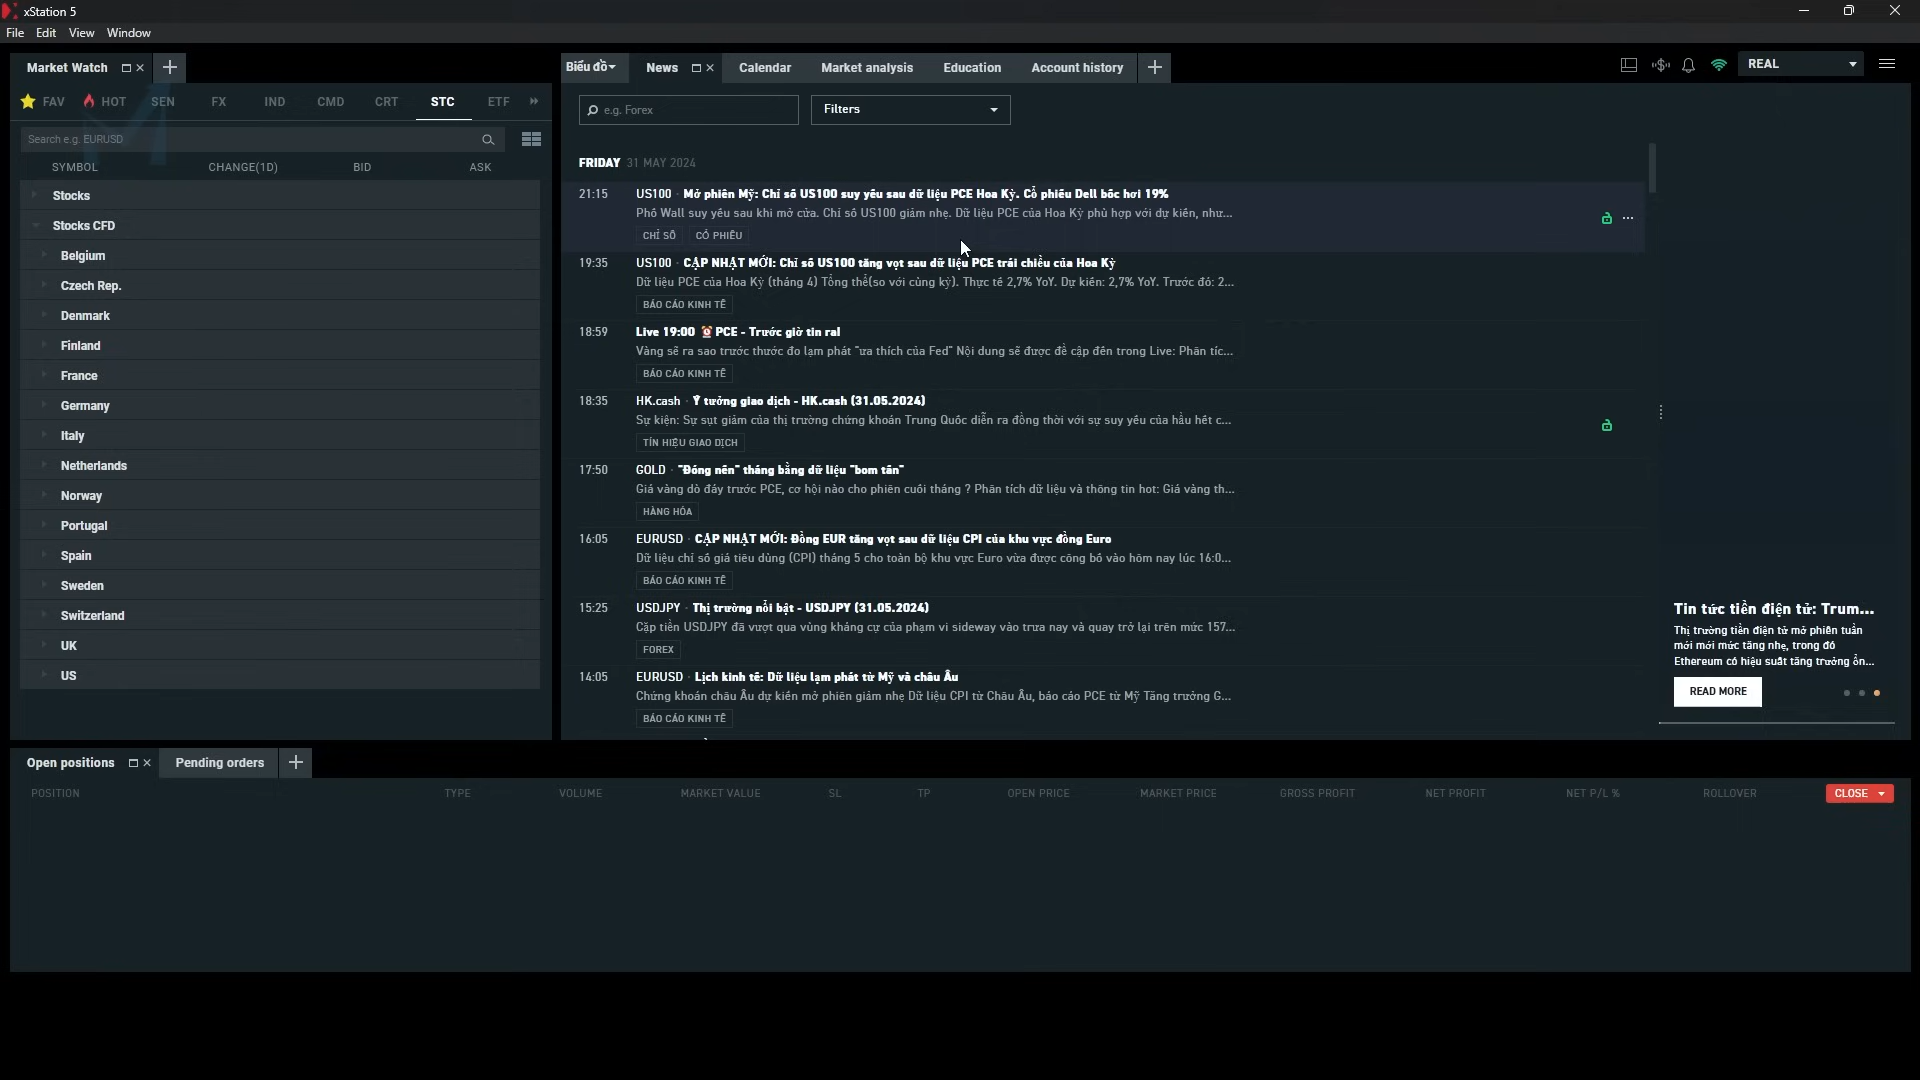 xStation 5
File Edit View Window
Market Watch
FAV HOT SEN FX IND CMD CRT STC ETF
Search e.g. EURUSD
SYMBOL CHANGE(1D) BID ASK
Stocks
Stocks CFD
Belgium
Czech Rep.
Denmark
Finland
France
Germany
Italy
Netherlands
Norway
Portugal
Spain
Sweden
Switzerland
UK
US
Biểu đồ News Calendar Market analysis Education Account history
REAL
e.g. Forex
Filters
FRIDAY 31 MAY 2024
21:15 US100 · Mở phiên Mỹ: Chỉ số US100 suy yếu sau dữ liệu PCE Hoa Kỳ. Cổ phiếu Dell bốc hơi 19%
Phố Wall suy yếu sau khi mở cửa. Chỉ số US100 giảm nhẹ. Dữ liệu PCE của Hoa Kỳ phù hợp với dự kiến, như...
CHỈ SỐ CỔ PHIẾU
19:35 US100 · CẬP NHẬT MỚI: Chỉ số US100 tăng vọt sau dữ liệu PCE trái chiều của Hoa Kỳ
Dữ liệu PCE của Hoa Kỳ (tháng 4) Tổng thể(so với cùng kỳ). Thực tế 2,7% YoY. Dự kiến: 2,7% YoY. Trước đó: 2...
BÁO CÁO KINH TẾ
18:59 Live 19:00 ⏰ PCE - Trước giờ tin ra!
Vàng sẽ ra sao trước thước đo lạm phát "ưa thích của Fed" Nội dung sẽ được đề cập đến trong Live: Phân tíc...
BÁO CÁO KINH TẾ
18:35 HK.cash · Ý tưởng giao dịch - HK.cash (31.05.2024)
Sự kiện: Sự sụt giảm của thị trường chứng khoán Trung Quốc diễn ra đồng thời với sự suy yếu của hầu hết c...
TÍN HIỆU GIAO DỊCH
17:50 GOLD · "Đóng nến" tháng bằng dữ liệu "bom tấn"
Giá vàng dò đáy trước PCE, cơ hội nào cho phiên cuối tháng ? Phân tích dữ liệu và thông tin hot: Giá vàng th...
HÀNG HÓA
16:05 EURUSD · CẬP NHẬT MỚI: Đồng EUR tăng vọt sau dữ liệu CPI của khu vực đồng Euro
Dữ liệu chỉ số giá tiêu dùng (CPI) tháng 5 cho toàn bộ khu vực Euro vừa được công bố vào hôm nay lúc 16:0...
BÁO CÁO KINH TẾ
15:25 USDJPY · Thị trường nổi bật - USDJPY (31.05.2024)
Cặp tiền USDJPY đã vượt qua vùng kháng cự của phạm vi sideway vào trưa nay và quay trở lại trên mức 157...
FOREX
14:05 EURUSD · Lịch kinh tế: Dữ liệu lạm phát từ Mỹ và châu Âu
Chứng khoán châu Âu dự kiến mở phiên giảm nhẹ Dữ liệu CPI từ Châu Âu, báo cáo PCE từ Mỹ Tăng trưởng G...
BÁO CÁO KINH TẾ
Tin tức tiền điện tử: Trum...
Thị trường tiền điện tử mở phiên tuần
mới mới mức tăng nhẹ, trong đó
Ethereum có hiệu suất tăng trưởng ổn...
READ MORE
Open positions Pending orders
POSITION TYPE VOLUME MARKET VALUE SL TP OPEN PRICE MARKET PRICE GROSS PROFIT NET PROFIT NET P/L % ROLLOVER CLOSE